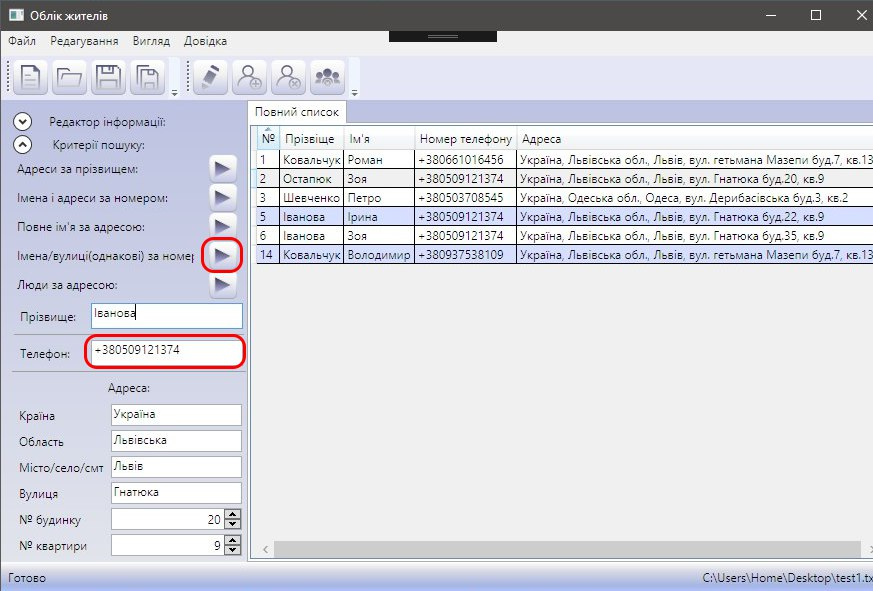 Облік жителів
Файл Редагування Вигляд Довідка
Редактор інформації:
Критерії пошуку:
Адреси за прізвищем:
Імена і адреси за номером:
Повне ім'я за адресою:
Імена/вулиці(однакові) за номер
Люди за адресою:
Прізвище: Іванова
Телефон: +380509121374
Адреса:
Країна Україна
Область Львівська
Місто/село/смт Львів
Вулиця Гнатюка
№ будинку 20
№ квартири 9
Повний список
№ Прізвіще Ім'я Номер телефону Адреса
1 Ковальчук Роман +380661016456 Україна, Львівська обл., Львів, вул. гетьмана Мазепи буд.7, кв.13
2 Остапюк Зоя +380509121374 Україна, Львівська обл., Львів, вул. Гнатюка буд.20, кв.9
3 Шевченко Петро +380503708545 Україна, Одеська обл., Одеса, вул. Дерибасівська буд.3, кв.2
5 Іванова Ірина +380509121374 Україна, Львівська обл., Львів, вул. Гнатюка буд.22, кв.9
6 Іванова Зоя +380509121374 Україна, Львівська обл., Львів, вул. Гнатюка буд.35, кв.9
14 Ковальчук Володимир +380937538109 Україна, Львівська обл., Львів, вул. гетьмана Мазепи буд.7, кв.13
Готово C:\Users\Home\Desktop\test1.tx